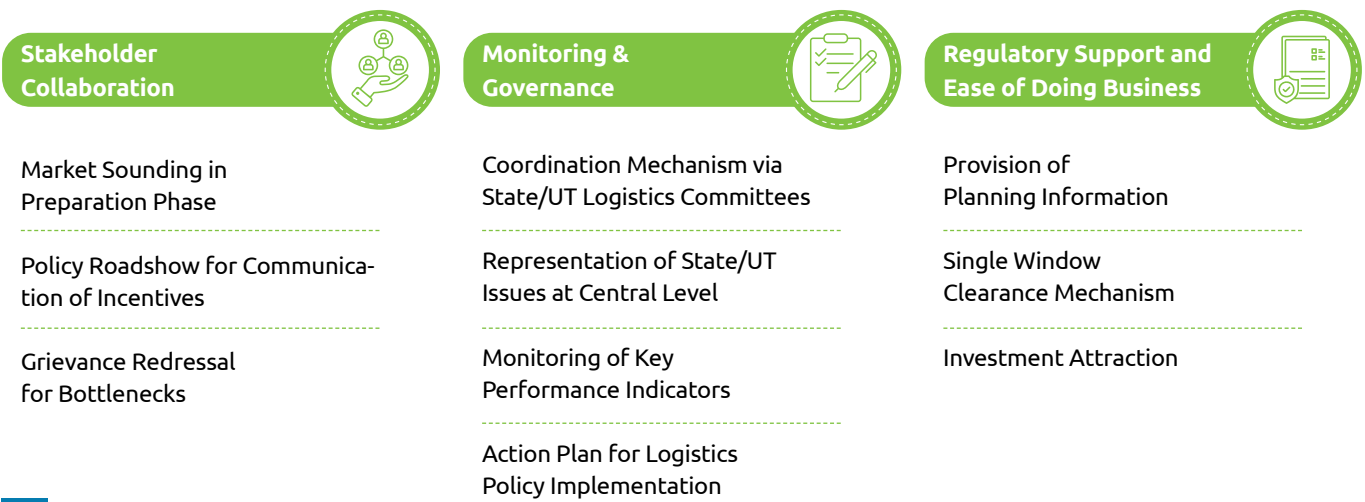 Stakeholder
Collaboration
Market Sounding in
Preparation Phase
Policy Roadshow for Communica-
tion of Incentives
Grievance Redressal
for Bottlenecks
Monitoring &
Governance
Coordination Mechanism via
State/UT Logistics Committees
Representation of State/UT
Issues at Central Level
Monitoring of Key
Performance Indicators
Action Plan for Logistics
Policy Implementation
Regulatory Support and
Ease of Doing Business
Provision of
Planning Information
Single Window
Clearance Mechanism
Investment Attraction